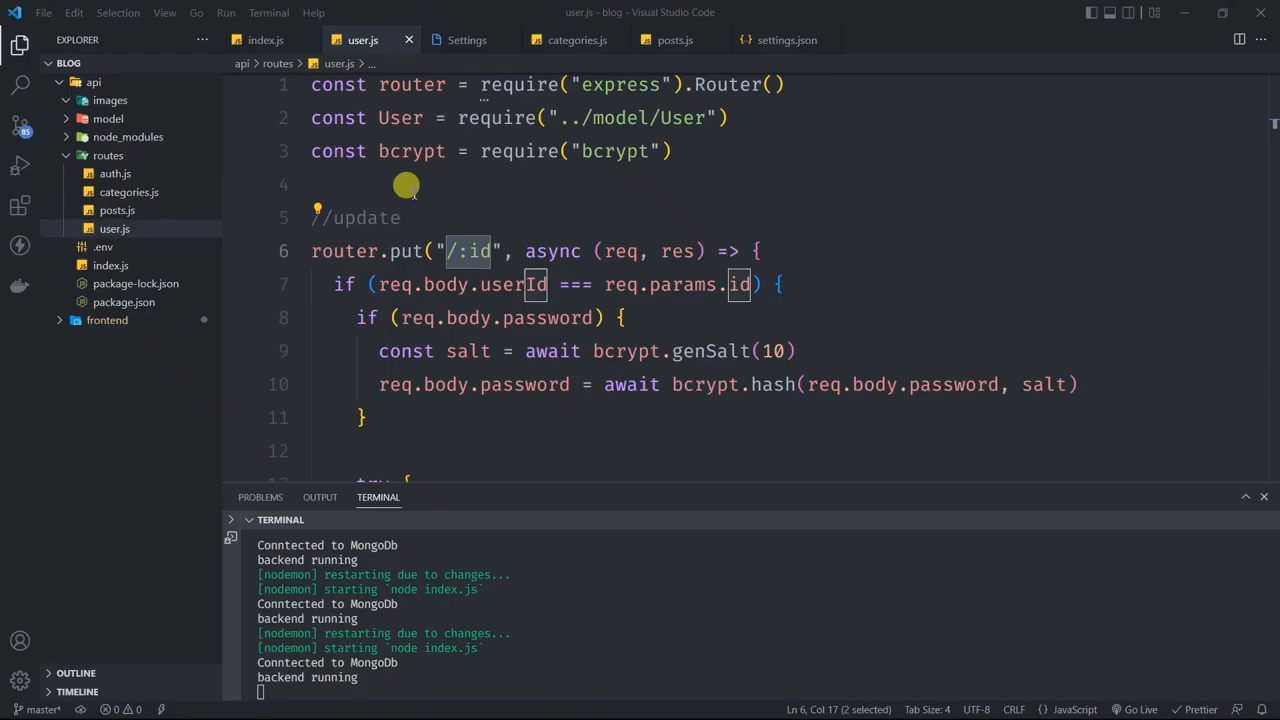 File Edit Selection View Go Run Terminal Help
user.js - blog - Visual Studio Code
EXPLORER
index.js
user.js
Settings
categories.js
posts.js
settings.json
BLOG
api > routes > user.js > ...
api
images
model
node_modules
routes
auth.js
categories.js
posts.js
user.js
.env
index.js
package-lock.json
package.json
frontend
85
1 const router = require("express").Router()
2 const User = require("../model/User")
3 const bcrypt = require("bcrypt")
4
5 //update
6 router.put("/:id", async (req, res) => {
7 if (req.body.userId === req.params.id) {
8 if (req.body.password) {
9 const salt = await bcrypt.genSalt(10)
10 req.body.password = await bcrypt.hash(req.body.password, salt)
11 }
12
13 try {
PROBLEMS OUTPUT TERMINAL
TERMINAL
Conntected to MongoDb
backend running
[nodemon] restarting due to changes...
[nodemon] starting `node index.js`
Conntected to MongoDb
backend running
[nodemon] restarting due to changes...
[nodemon] starting `node index.js`
Conntected to MongoDb
backend running
OUTLINE
TIMELINE
master* 0 0 Ln 6, Col 17 (2 selected) Tab Size: 4 UTF-8 CRLF {} JavaScript Go Live Prettier